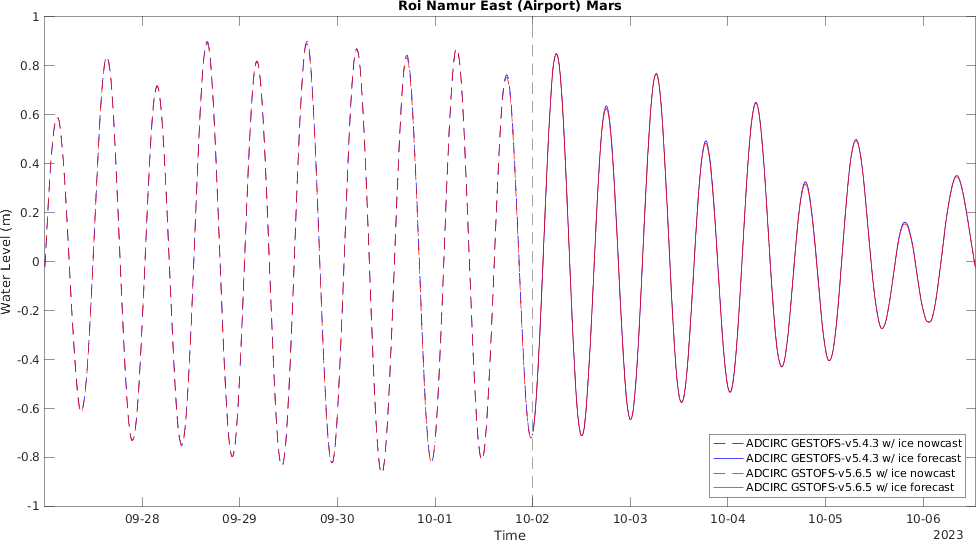 Roi Namur East (Airport) Mars
1
0.8
0.6
0.4
0.2
0
-0.2
-0.4
-0.6
-0.8
-1
Water Level (m)
ADCIRC GESTOFS-v5.4.3 w/ ice nowcast
ADCIRC GESTOFS-v5.4.3 w/ ice forecast
ADCIRC GSTOFS-v5.6.5 w/ ice nowcast
ADCIRC GSTOFS-v5.6.5 w/ ice forecast
09-28 09-29 09-30 10-01 10-02 10-03 10-04 10-05 10-06
Time
2023